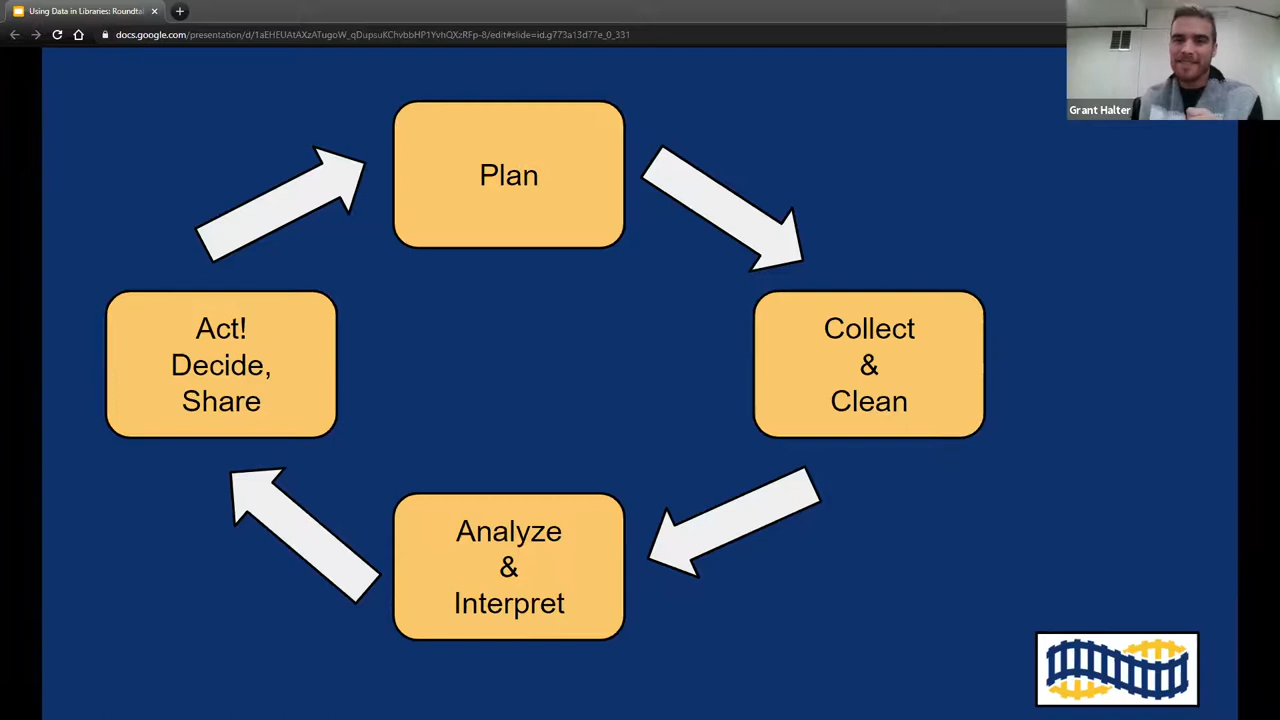 Using Data in Libraries: Roundta
docs.google.com/presentation/d/1aEHEUAtAXzATugoW_qDupsuKChvbbHP1YvhQXzRFp-8/edit#slide=id.g773a13d77e_0_331
Grant Halter
Plan
Act!
Decide,
Share
Collect
&
Clean
Analyze
&
Interpret